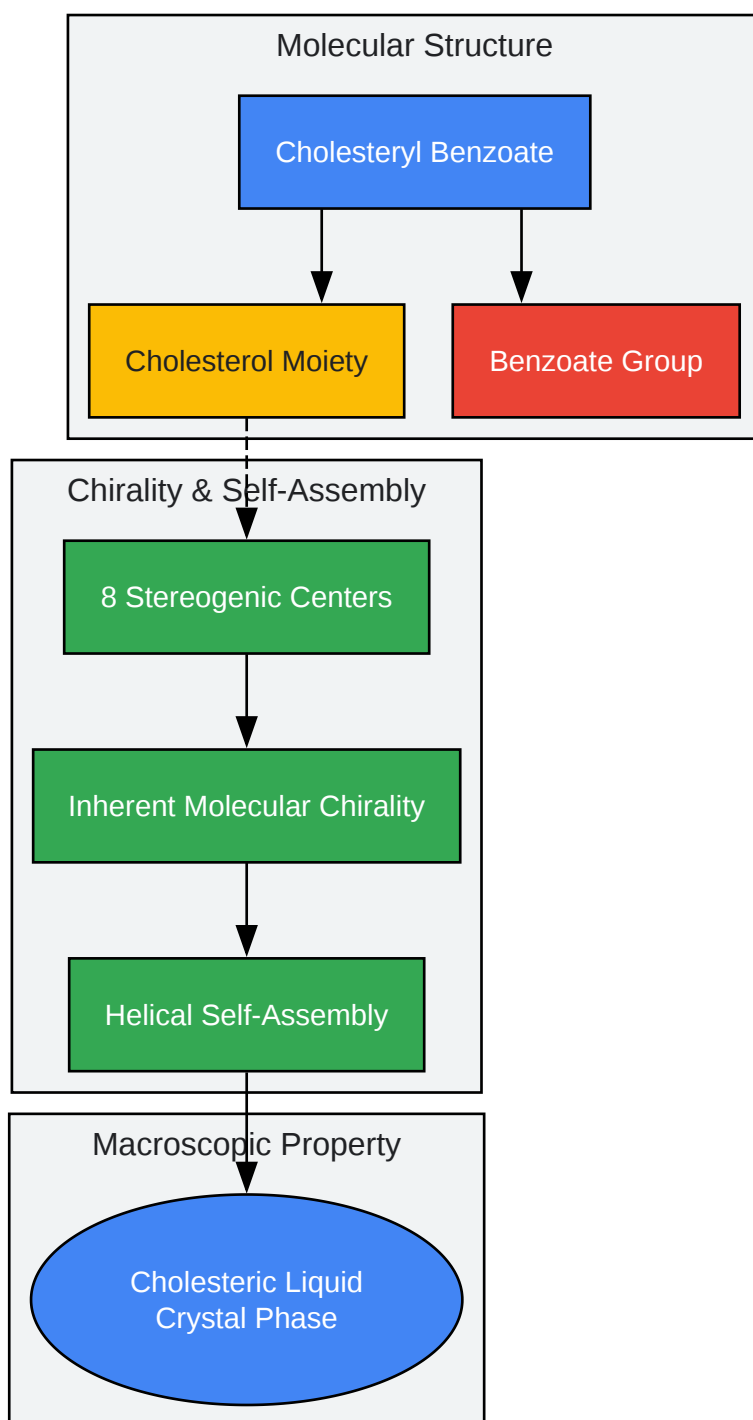 Molecular Structure
Cholesteryl Benzoate
Cholesterol Moiety
Benzoate Group
Chirality & Self-Assembly
8 Stereogenic Centers
Inherent Molecular Chirality
Helical Self-Assembly
Macroscopic Property
Cholesteric Liquid
Crystal Phase